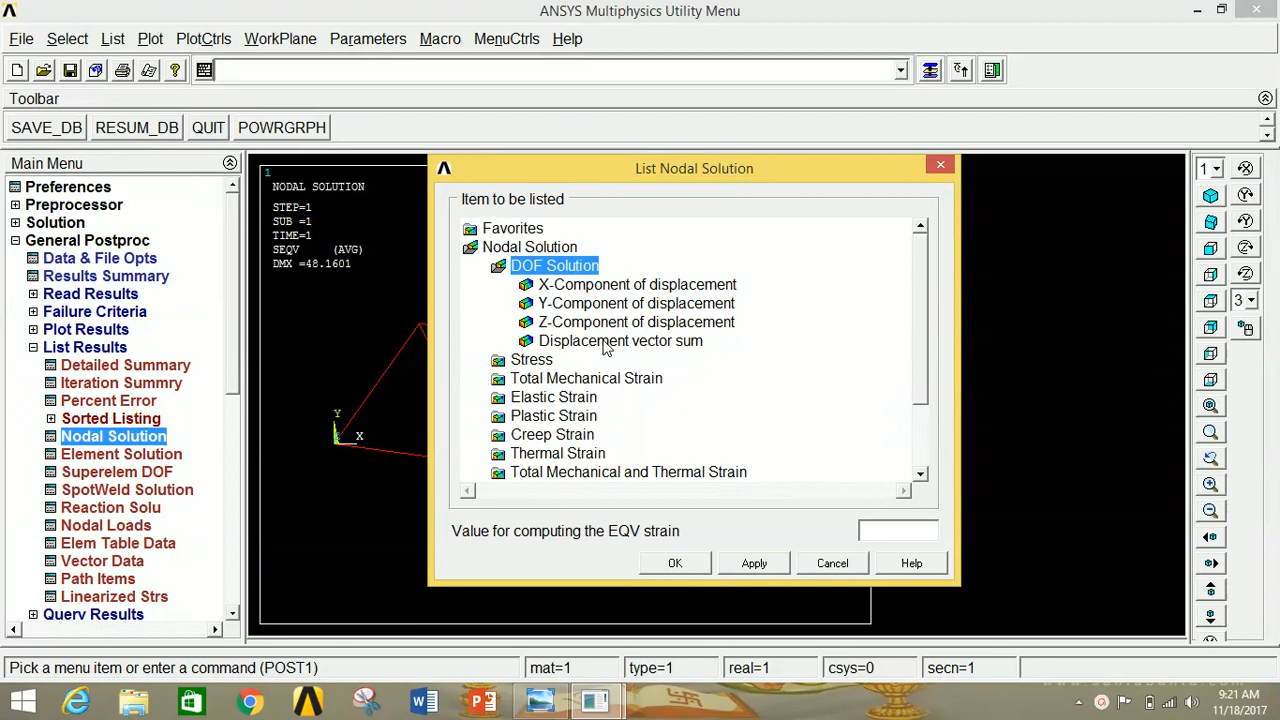 ANSYS Multiphysics Utility Menu
File Select List Plot PlotCtrls WorkPlane Parameters Macro MenuCtrls Help
Toolbar
SAVE_DB RESUM_DB QUIT POWRGRPH
Main Menu
Preferences
Preprocessor
Solution
General Postproc
Data & File Opts
Results Summary
Read Results
Failure Criteria
Plot Results
List Results
Detailed Summary
Iteration Summry
Percent Error
Sorted Listing
Nodal Solution
Element Solution
Superelem DOF
SpotWeld Solution
Reaction Solu
Nodal Loads
Elem Table Data
Vector Data
Path Items
Linearized Strs
Query Results
1
NODAL SOLUTION
STEP=1
SUB =1
TIME=1
SEQV (AVG)
DMX =48.1601
Y
X
List Nodal Solution
Item to be listed
Favorites
Nodal Solution
DOF Solution
X-Component of displacement
Y-Component of displacement
Z-Component of displacement
Displacement vector sum
Stress
Total Mechanical Strain
Elastic Strain
Plastic Strain
Creep Strain
Thermal Strain
Total Mechanical and Thermal Strain
Value for computing the EQV strain
OK Apply Cancel Help
1
3
Pick a menu item or enter a command (POST1) mat=1 type=1 real=1 csys=0 secn=1
9:21 AM
11/18/2017